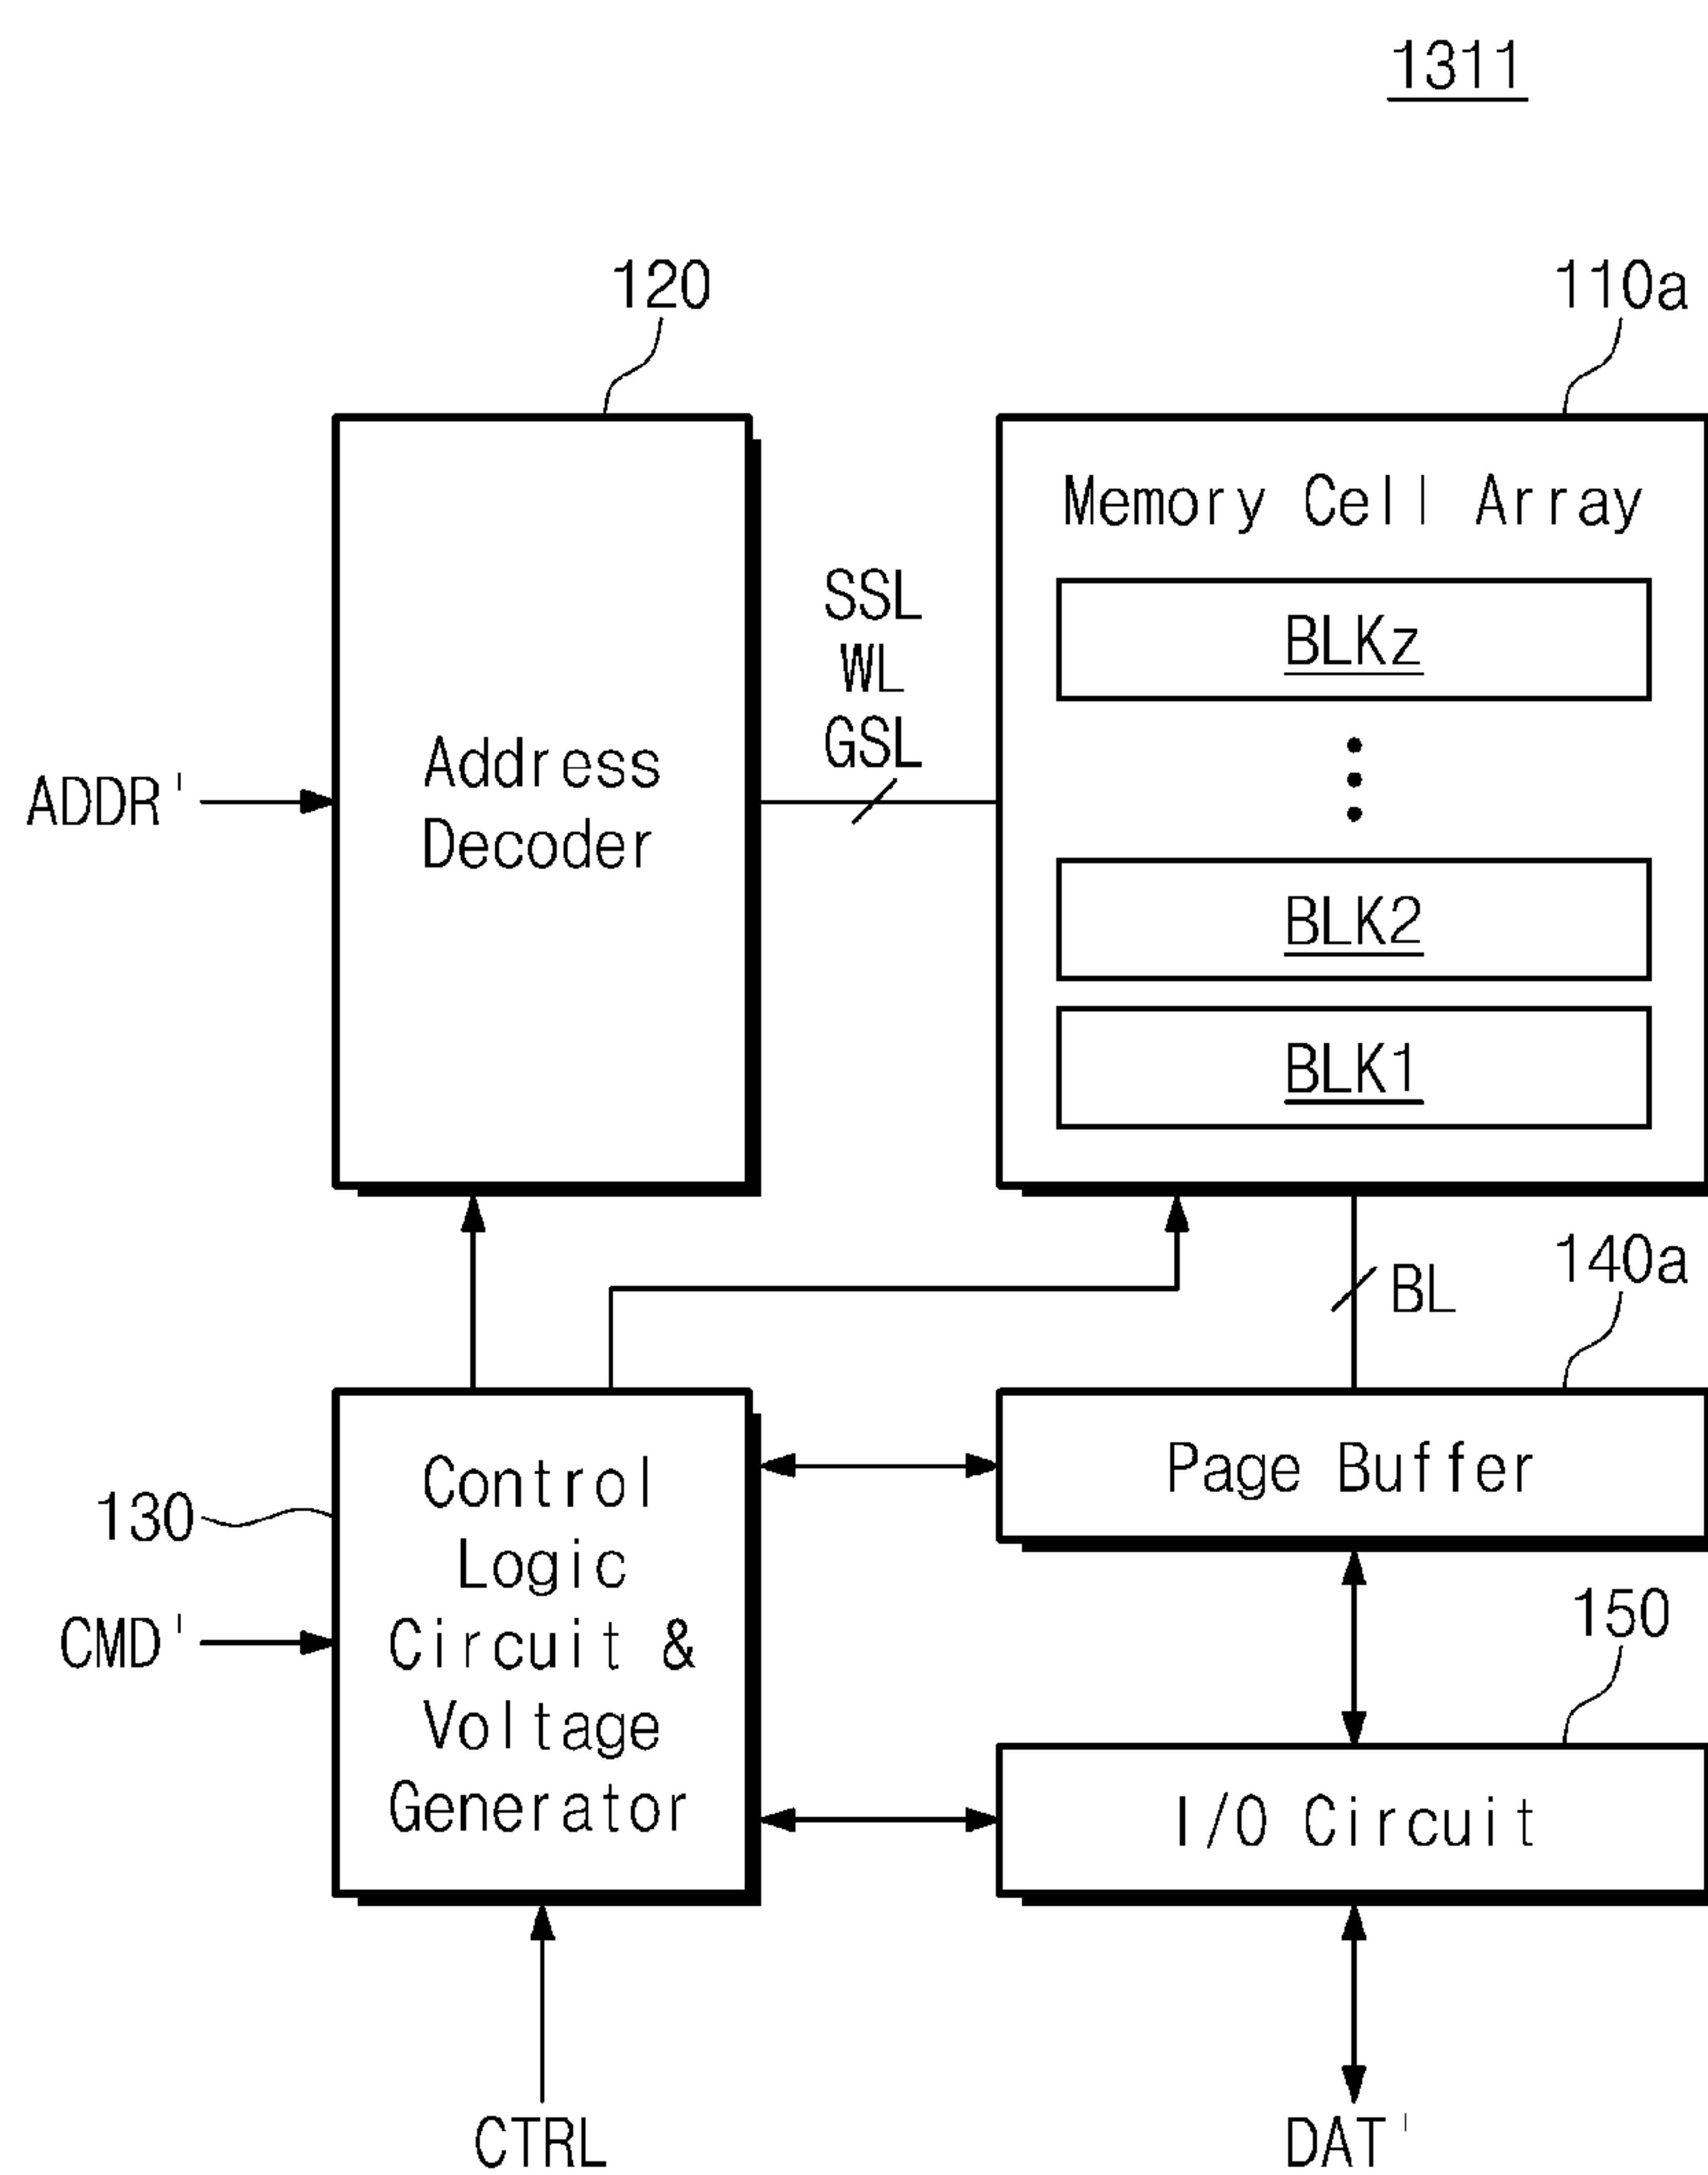 1311
120
110a
Memory Cell Array
SSL
WL
GSL
BLKz
ADDR'
Address
Decoder
BLK2
BLK1
140a
BL
Control
Logic
Circuit &
Voltage
Generator
Page Buffer
130
150
CMD'
I/O Circuit
CTRL
DAT'